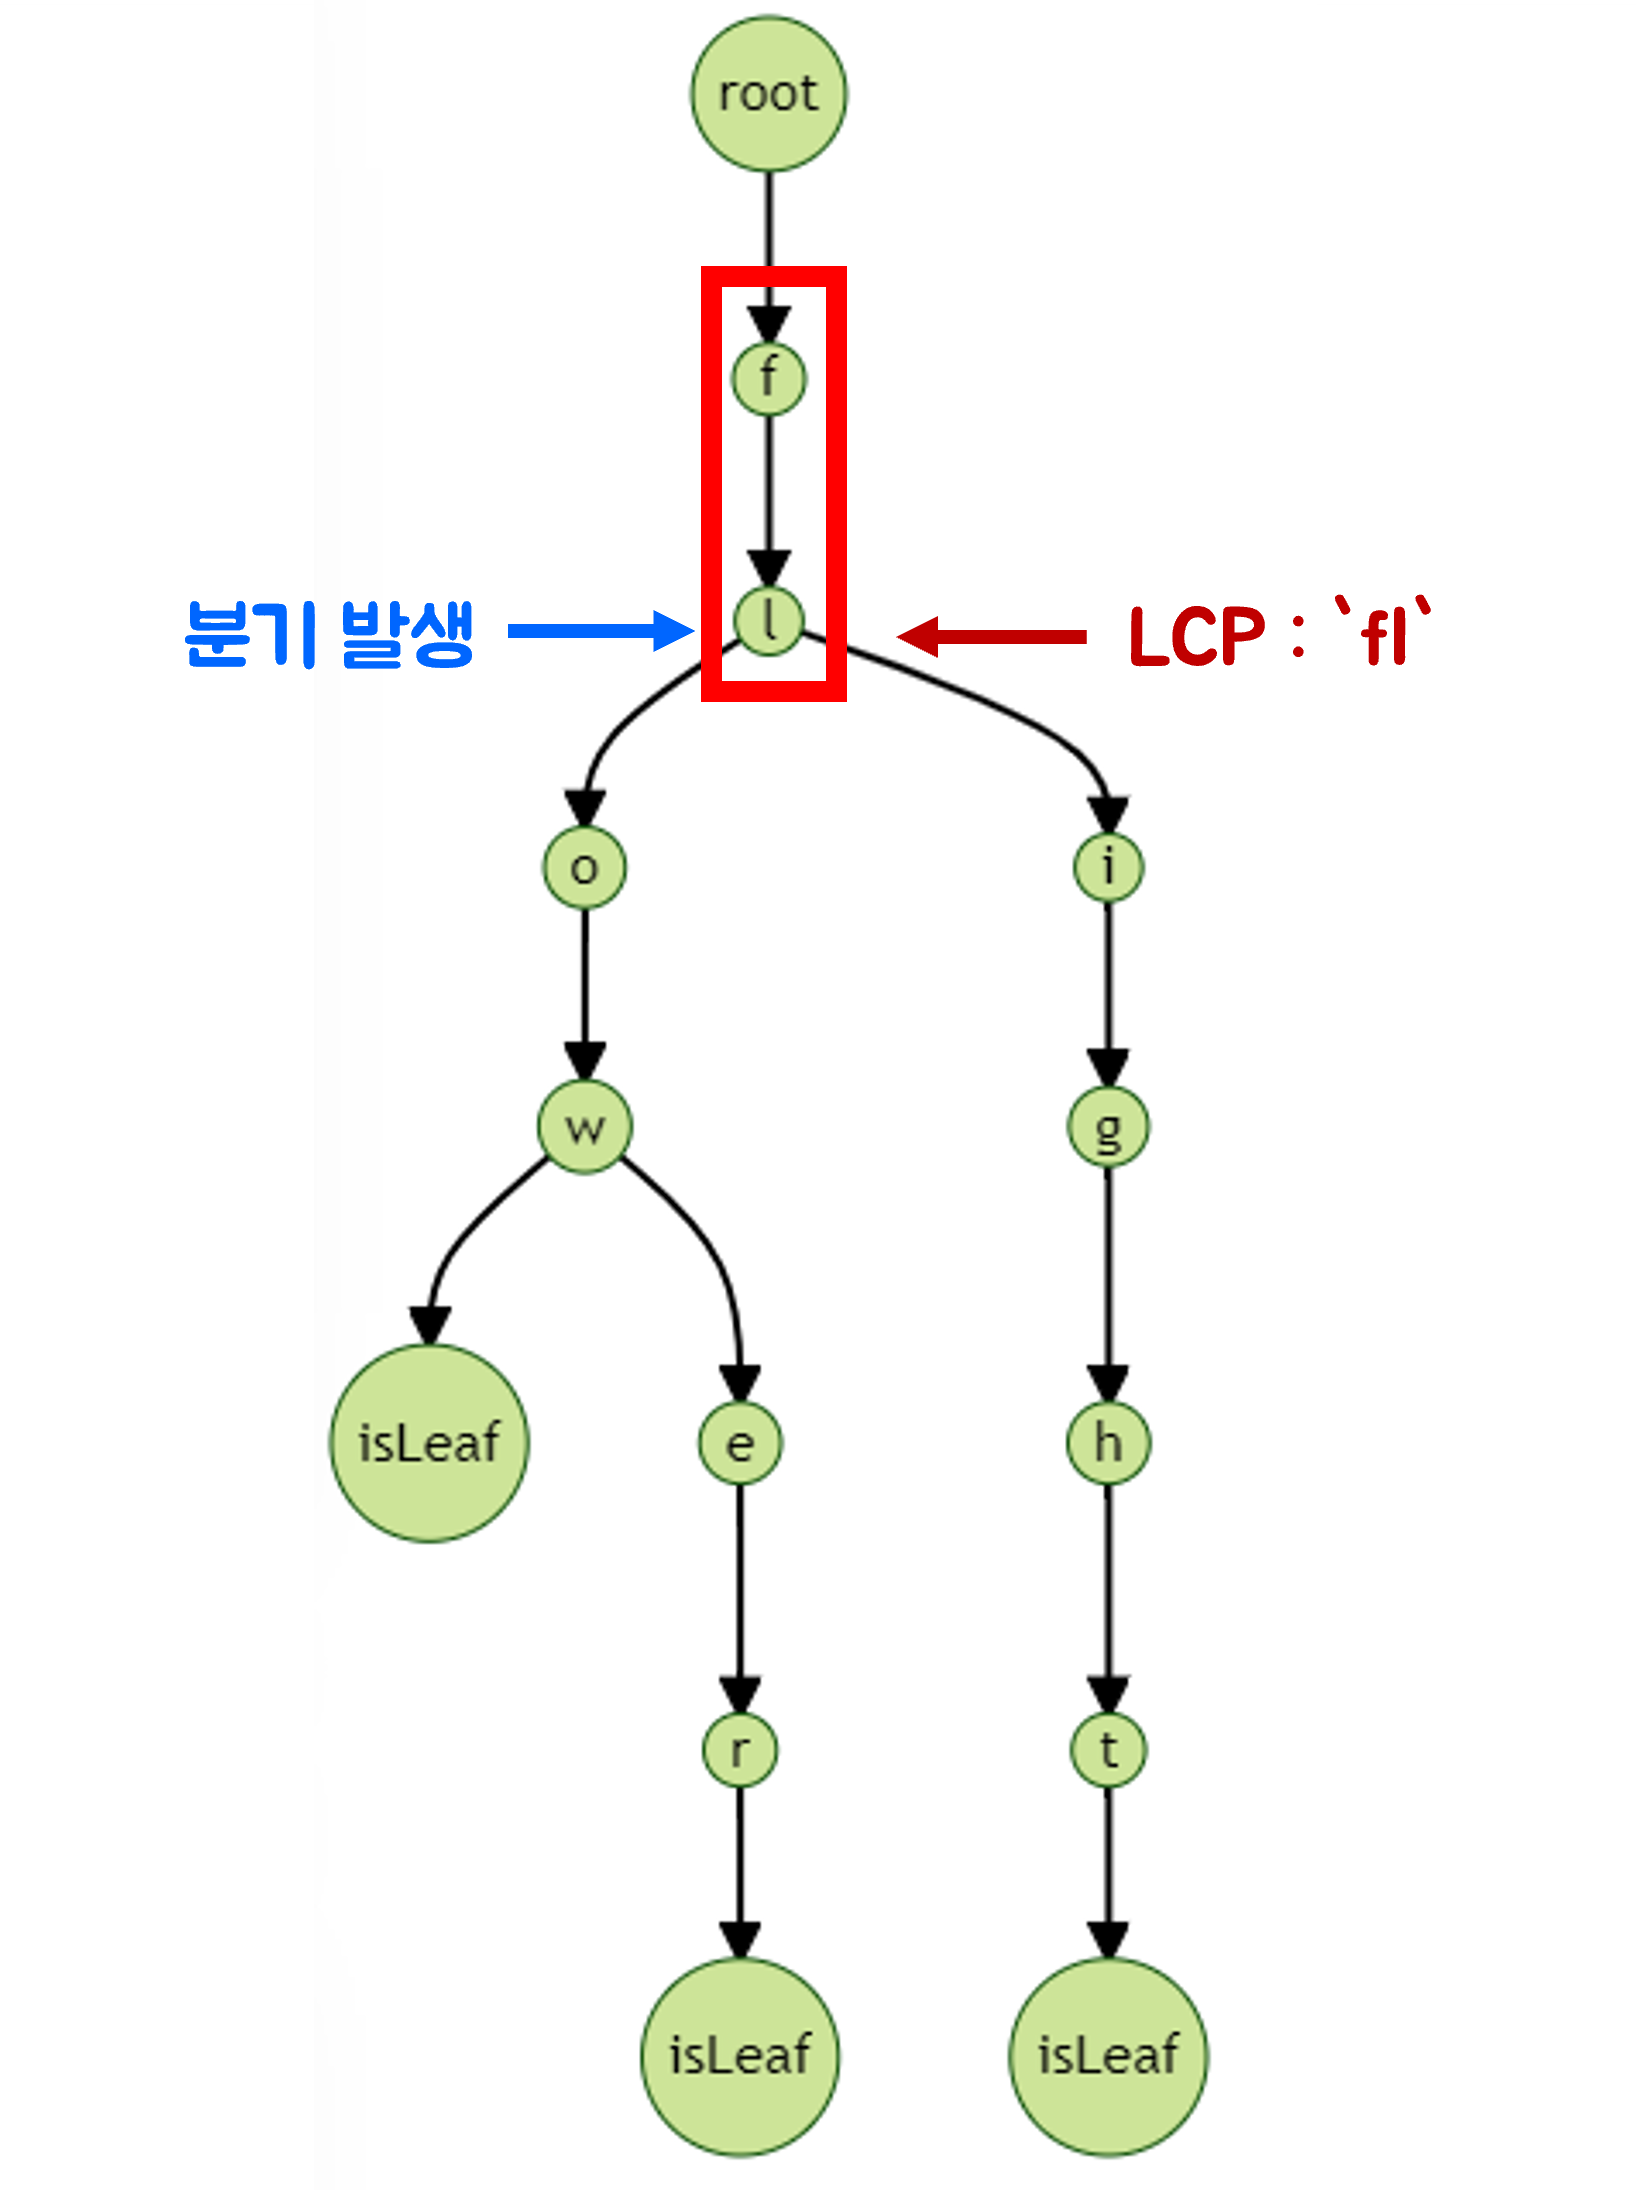 root
f
l
분기 발생
LCP : `fl`
o
i
w
g
isLeaf
e
h
r
t
isLeaf
isLeaf